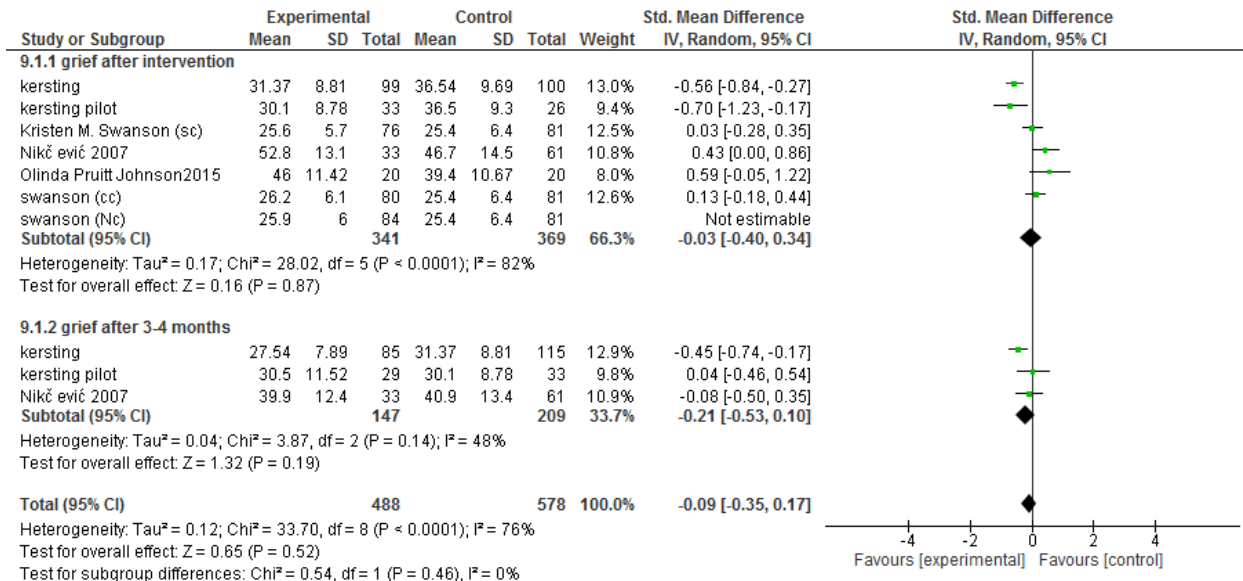 Experimental Control Std. Mean Difference Std. Mean Difference
Study or Subgroup Mean SD Total Mean SD Total Weight IV, Random, 95% CI IV, Random, 95% CI
9.1.1 grief after intervention
kersting 31.37 8.81 99 36.54 9.69 100 13.0% -0.56 [-0.84, -0.27]
kersting pilot 30.1 8.78 33 36.5 9.3 26 9.4% -0.70 [-1.23, -0.17]
Kristen M. Swanson (sc) 25.6 5.7 76 25.4 6.4 81 12.5% 0.03 [-0.28, 0.35]
Nikč ević 2007 52.8 13.1 33 46.7 14.5 61 10.8% 0.43 [0.00, 0.86]
Olinda Pruitt Johnson2015 46 11.42 20 39.4 10.67 20 8.0% 0.59 [-0.05, 1.22]
swanson (cc) 26.2 6.1 80 25.4 6.4 81 12.6% 0.13 [-0.18, 0.44]
swanson (Nc) 25.9 6 84 25.4 6.4 81 Not estimable
Subtotal (95% CI) 341 369 66.3% -0.03 [-0.40, 0.34]
Heterogeneity: Tau² = 0.17; Chi² = 28.02, df = 5 (P < 0.0001); I² = 82%
Test for overall effect: Z = 0.16 (P = 0.87)
9.1.2 grief after 3-4 months
kersting 27.54 7.89 85 31.37 8.81 115 12.9% -0.45 [-0.74, -0.17]
kersting pilot 30.5 11.52 29 30.1 8.78 33 9.8% 0.04 [-0.46, 0.54]
Nikč ević 2007 39.9 12.4 33 40.9 13.4 61 10.9% -0.08 [-0.50, 0.35]
Subtotal (95% CI) 147 209 33.7% -0.21 [-0.53, 0.10]
Heterogeneity: Tau² = 0.04; Chi² = 3.87, df = 2 (P = 0.14); I² = 48%
Test for overall effect: Z = 1.32 (P = 0.19)
Total (95% CI) 488 578 100.0% -0.09 [-0.35, 0.17]
Heterogeneity: Tau² = 0.12; Chi² = 33.70, df = 8 (P < 0.0001); I² = 76%
Test for overall effect: Z = 0.65 (P = 0.52)
Test for subgroup differences: Chi² = 0.54, df = 1 (P = 0.46), I² = 0%
-4 -2 0 2 4
Favours [experimental] Favours [control]